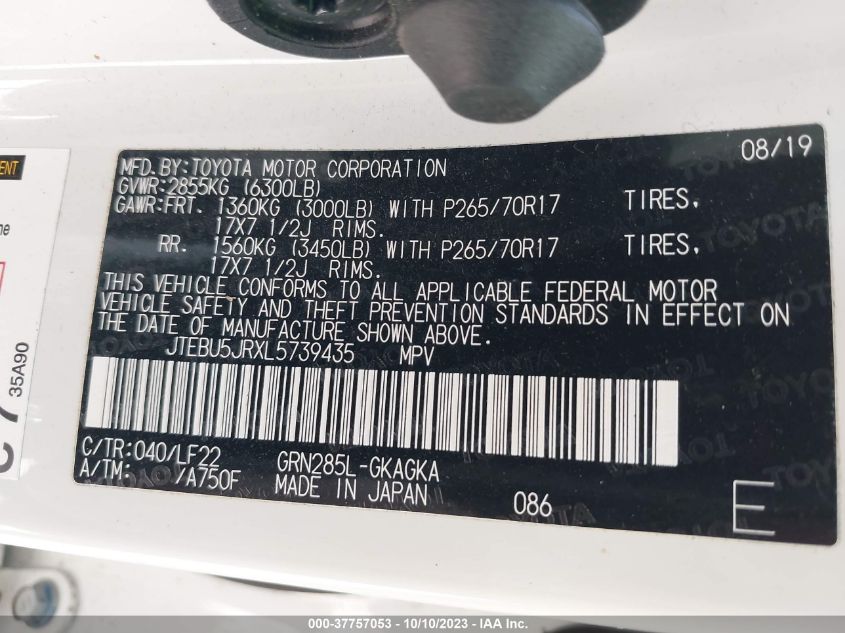 MFD.BY:TOYOTA MOTOR CORPORATION 08/19
GVWR:2855KG (6300LB)
GAWR:FRT. 1360KG (3000LB) WITH P265/70R17 TIRES,
17X7 1/2J RIMS.
RR. 1560KG (3450LB) WITH P265/70R17 TIRES,
17X7 1/2J RIMS.
THIS VEHICLE CONFORMS TO ALL APPLICABLE FEDERAL MOTOR
VEHICLE SAFETY AND THEFT PREVENTION STANDARDS IN EFFECT ON
THE DATE OF MANUFACTURE SHOWN ABOVE.
JTEBU5JRXL5739435 MPV
C/TR:040/LF22 GRN285L-GKAGKA
A/TM: /A750F MADE IN JAPAN 086 E
35A90
000-37757053 - 10/10/2023 - IAA Inc.